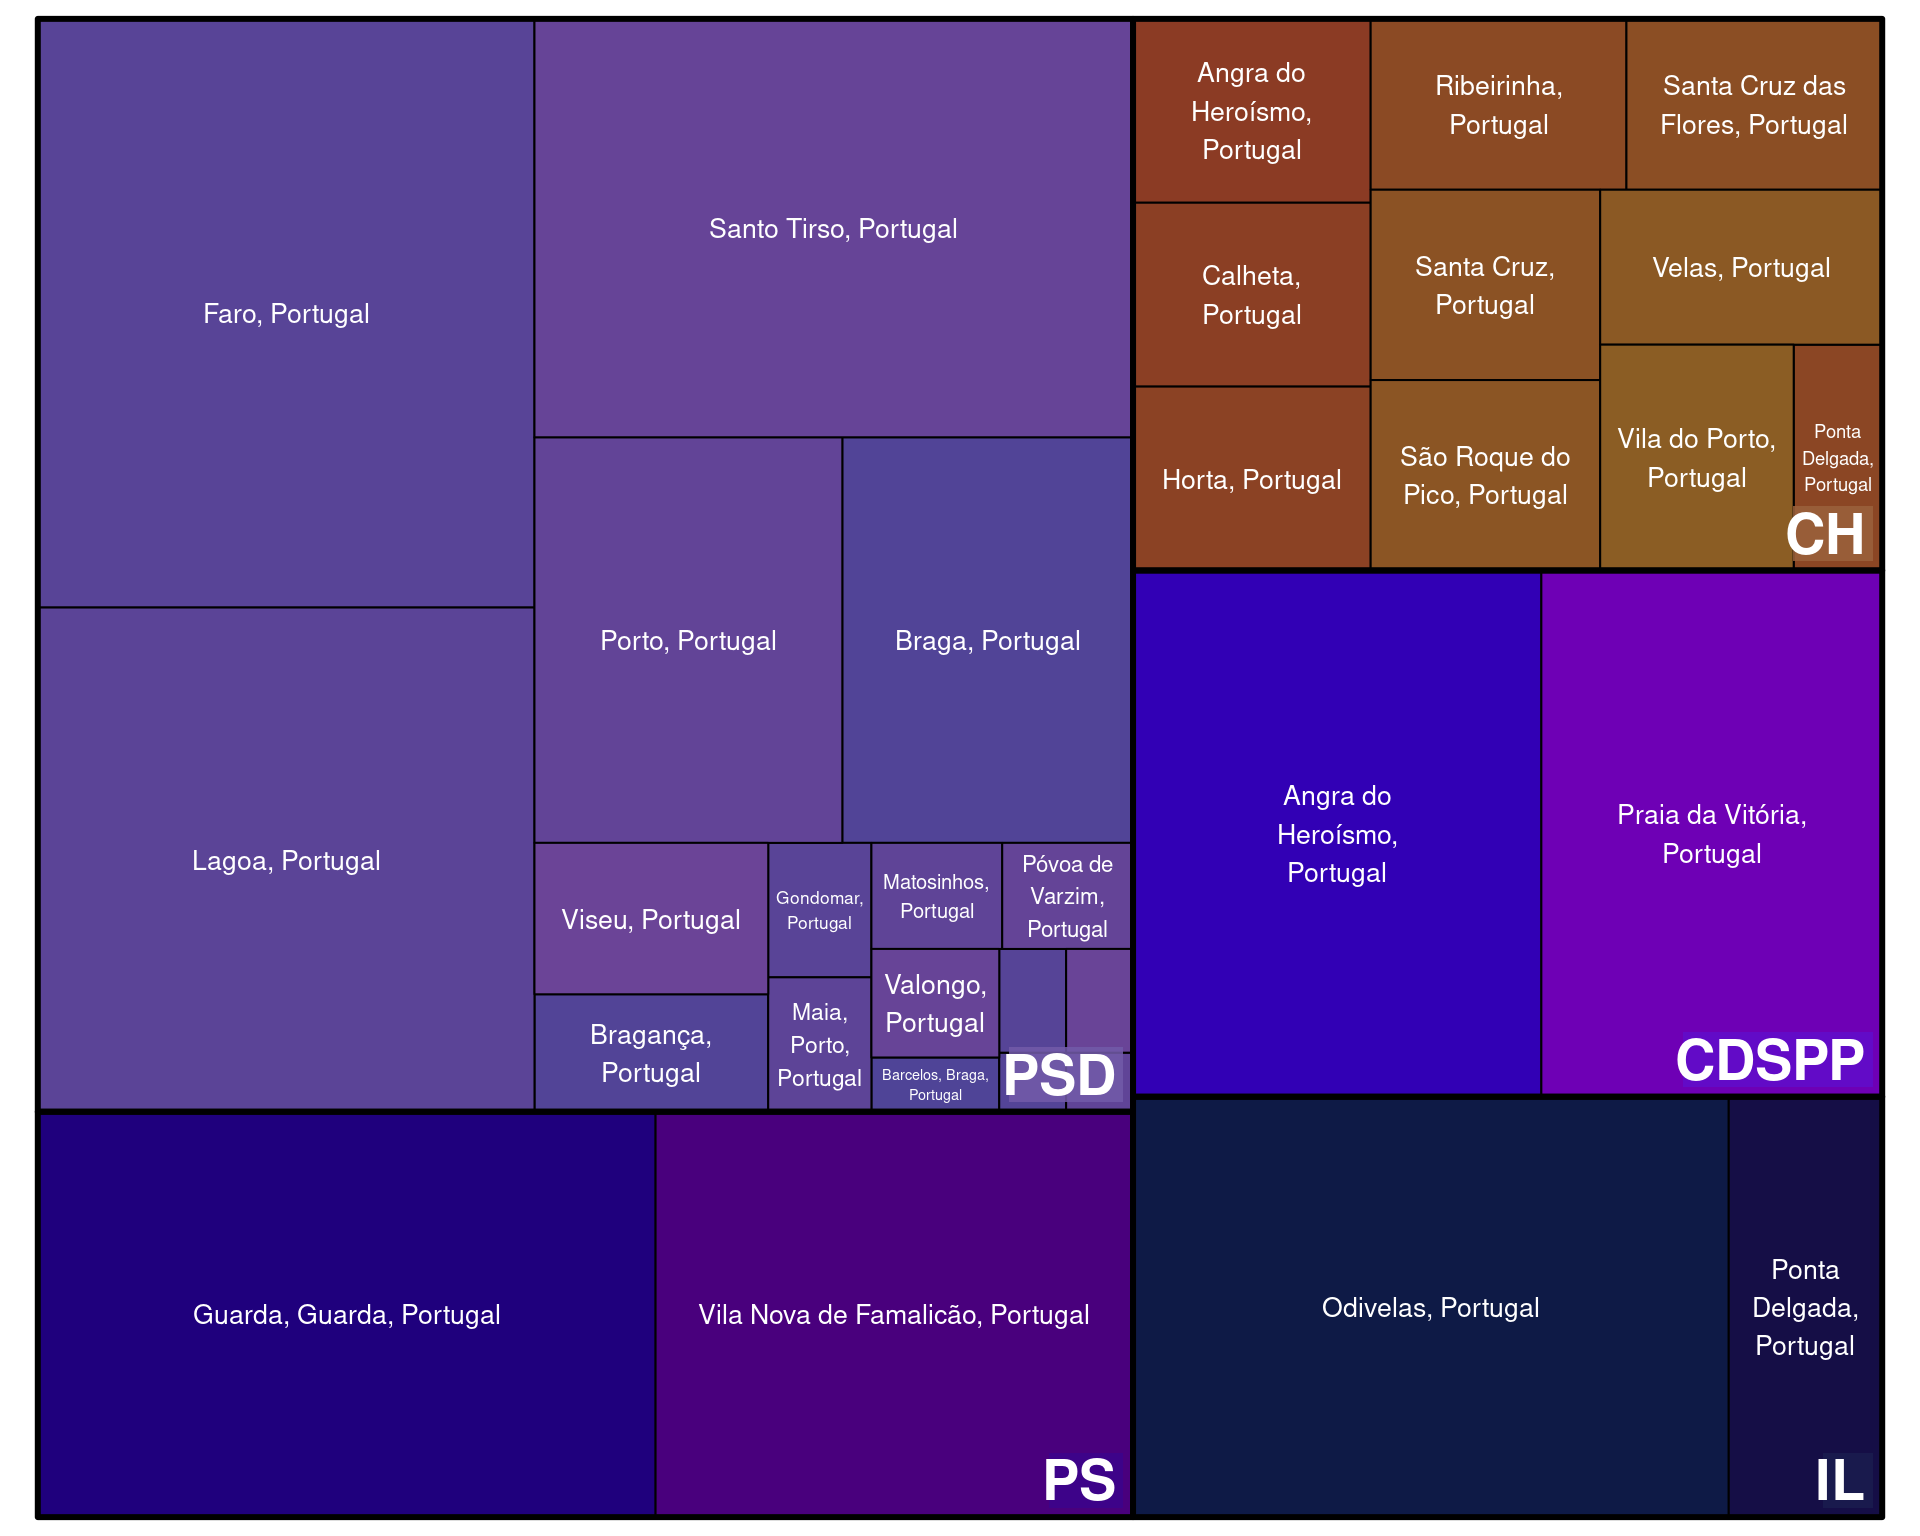 Faro, Portugal
Santo Tirso, Portugal
Lagoa, Portugal
Porto, Portugal
Braga, Portugal
Viseu, Portugal
Bragança,
Portugal
Gondomar,
Portugal
Maia,
Porto,
Portugal
Matosinhos,
Portugal
Póvoa de
Varzim,
Portugal
Valongo,
Portugal
Barcelos, Braga,
Portugal
PSD
Guarda, Guarda, Portugal
Vila Nova de Famalicão, Portugal
PS
Angra do
Heroísmo,
Portugal
Calheta,
Portugal
Horta, Portugal
Ribeirinha,
Portugal
Santa Cruz das
Flores, Portugal
Santa Cruz,
Portugal
Velas, Portugal
São Roque do
Pico, Portugal
Vila do Porto,
Portugal
Ponta
Delgada,
Portugal
CH
Angra do
Heroísmo,
Portugal
Praia da Vitória,
Portugal
CDSPP
Odivelas, Portugal
Ponta
Delgada,
Portugal
IL